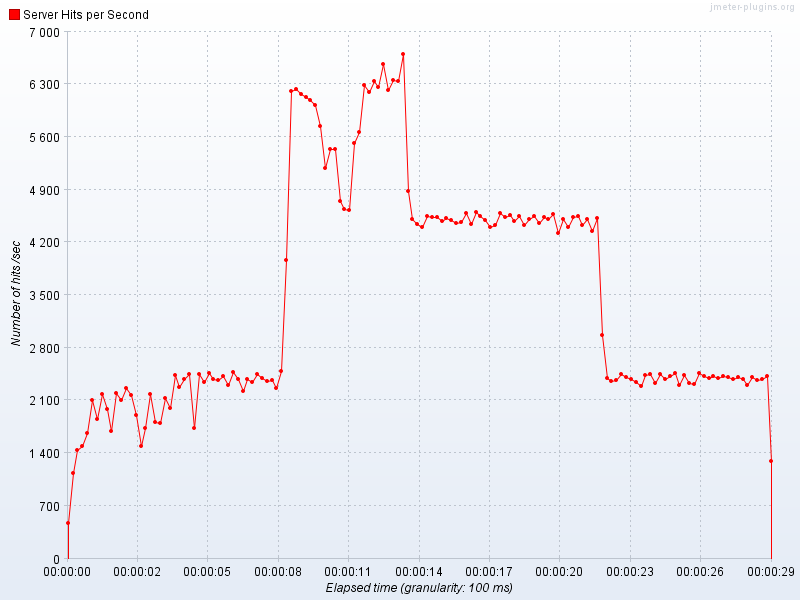 jmeter-plugins.org
Server Hits per Second
7 000
6 300
5 600
4 900
4 200
3 500
2 800
2 100
1 400
700
0
Number of hits /sec
00:00:00 00:00:02 00:00:05 00:00:08 00:00:11 00:00:14 00:00:17 00:00:20 00:00:23 00:00:26 00:00:29
Elapsed time (granularity: 100 ms)